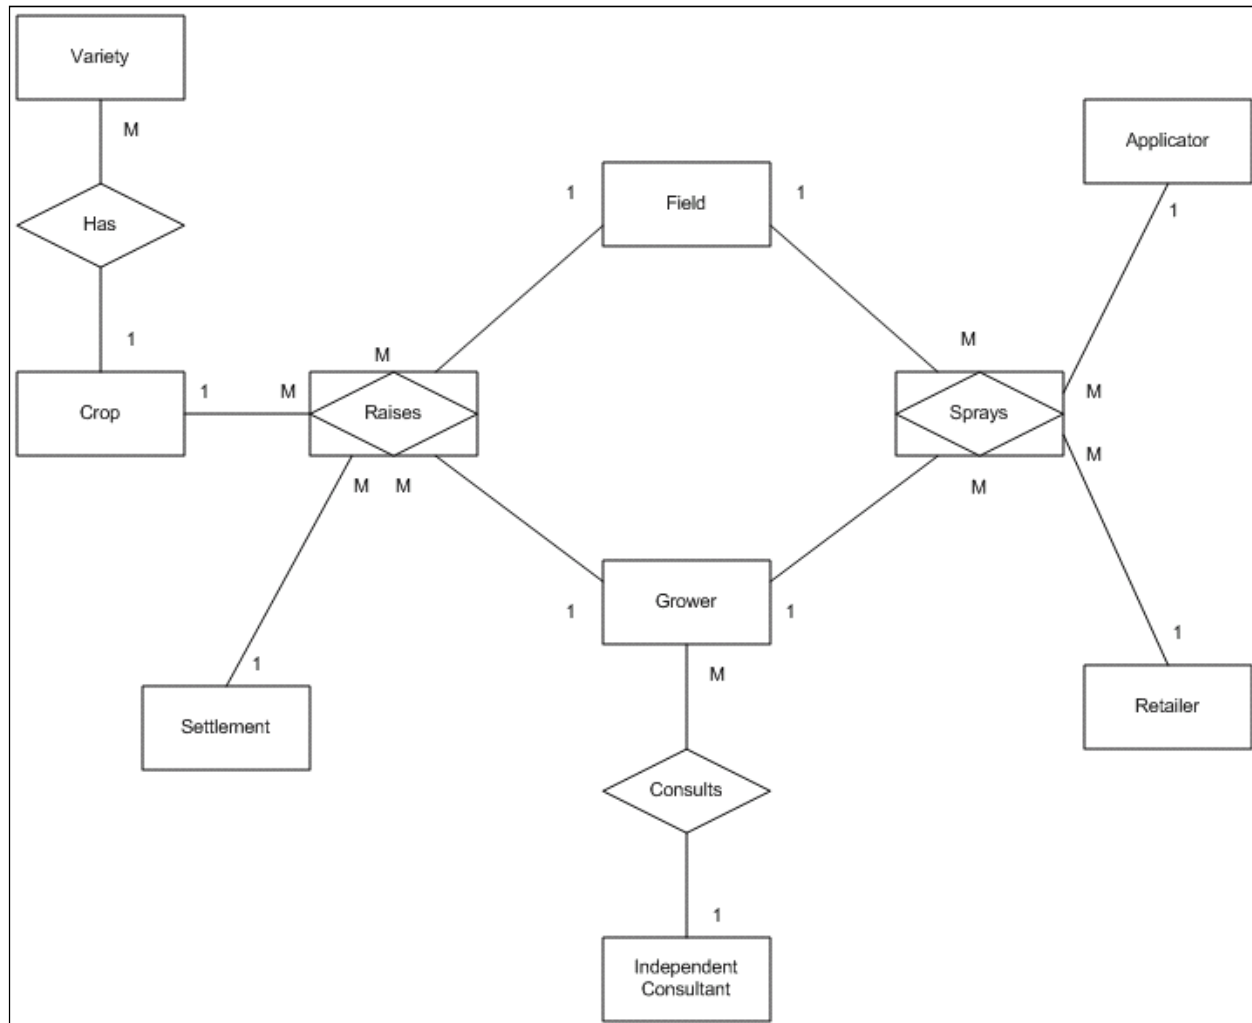 Variety
M
Applicator
1
Field
1
1
Has
1
M
M
1
M
Crop
Raises
Sprays
M
M
M
M
M
Grower
1
1
1
1
M
Settlement
Retailer
Consults
1
Independent
Consultant